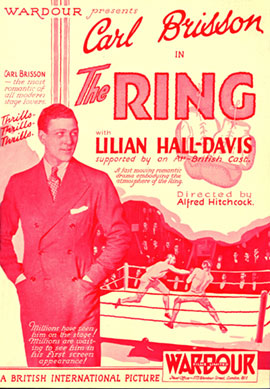 WARDOUR presents
Carl Brisson
IN
The RING
CARL BRISSON
— the most
romantic of
all modern
stage lovers.
Thrills-
Thrills-
Thrills.
with
LILIAN HALL-DAVIS
supported by an All-British Cast.
A fast moving romantic
drama embodying the
atmosphere of the Ring.
Directed by
Alfred Hitchcock.
Millions have seen
him on the stage!
Millions are wait-
ing to see him in
his First screen
appearance!
A BRITISH INTERNATIONAL PICTURE
WARDOUR